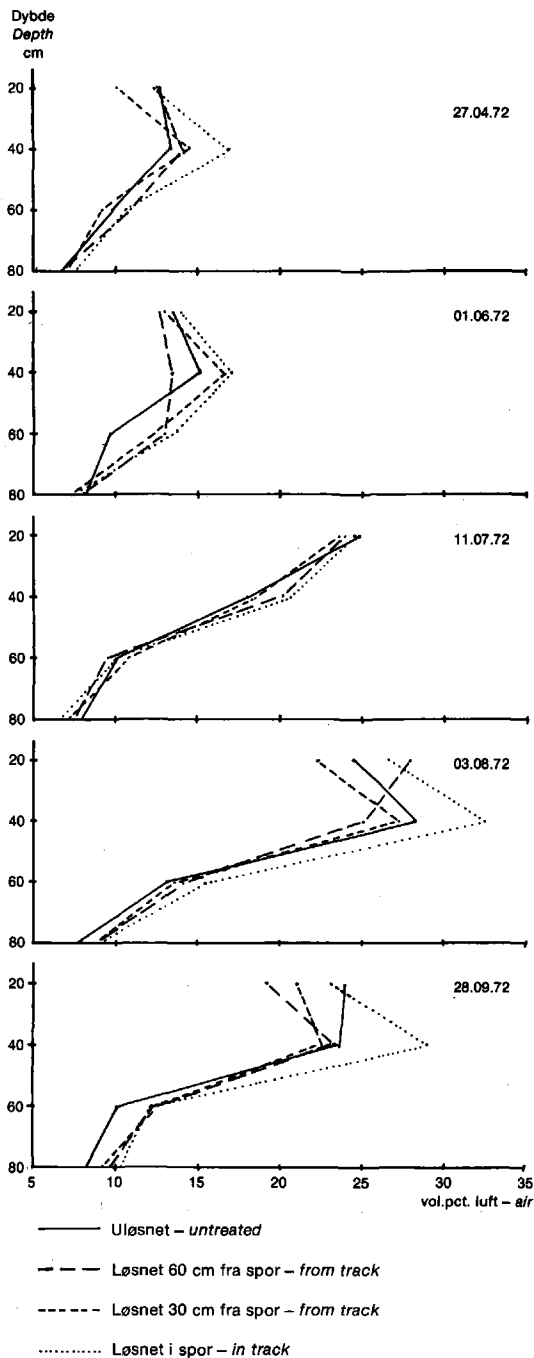 Dybde
Depth
cm
20
40
60
80
27.04.72
20
40
60
80
01.06.72
20
40
60
80
11.07.72
20
40
60
80
03.08.72
20
40
60
80
28.09.72
5 10 15 20 25 30 35
vol.pct. luft – air
Uløsnet – untreated
Løsnet 60 cm fra spor – from track
Løsnet 30 cm fra spor – from track
Løsnet i spor – in track